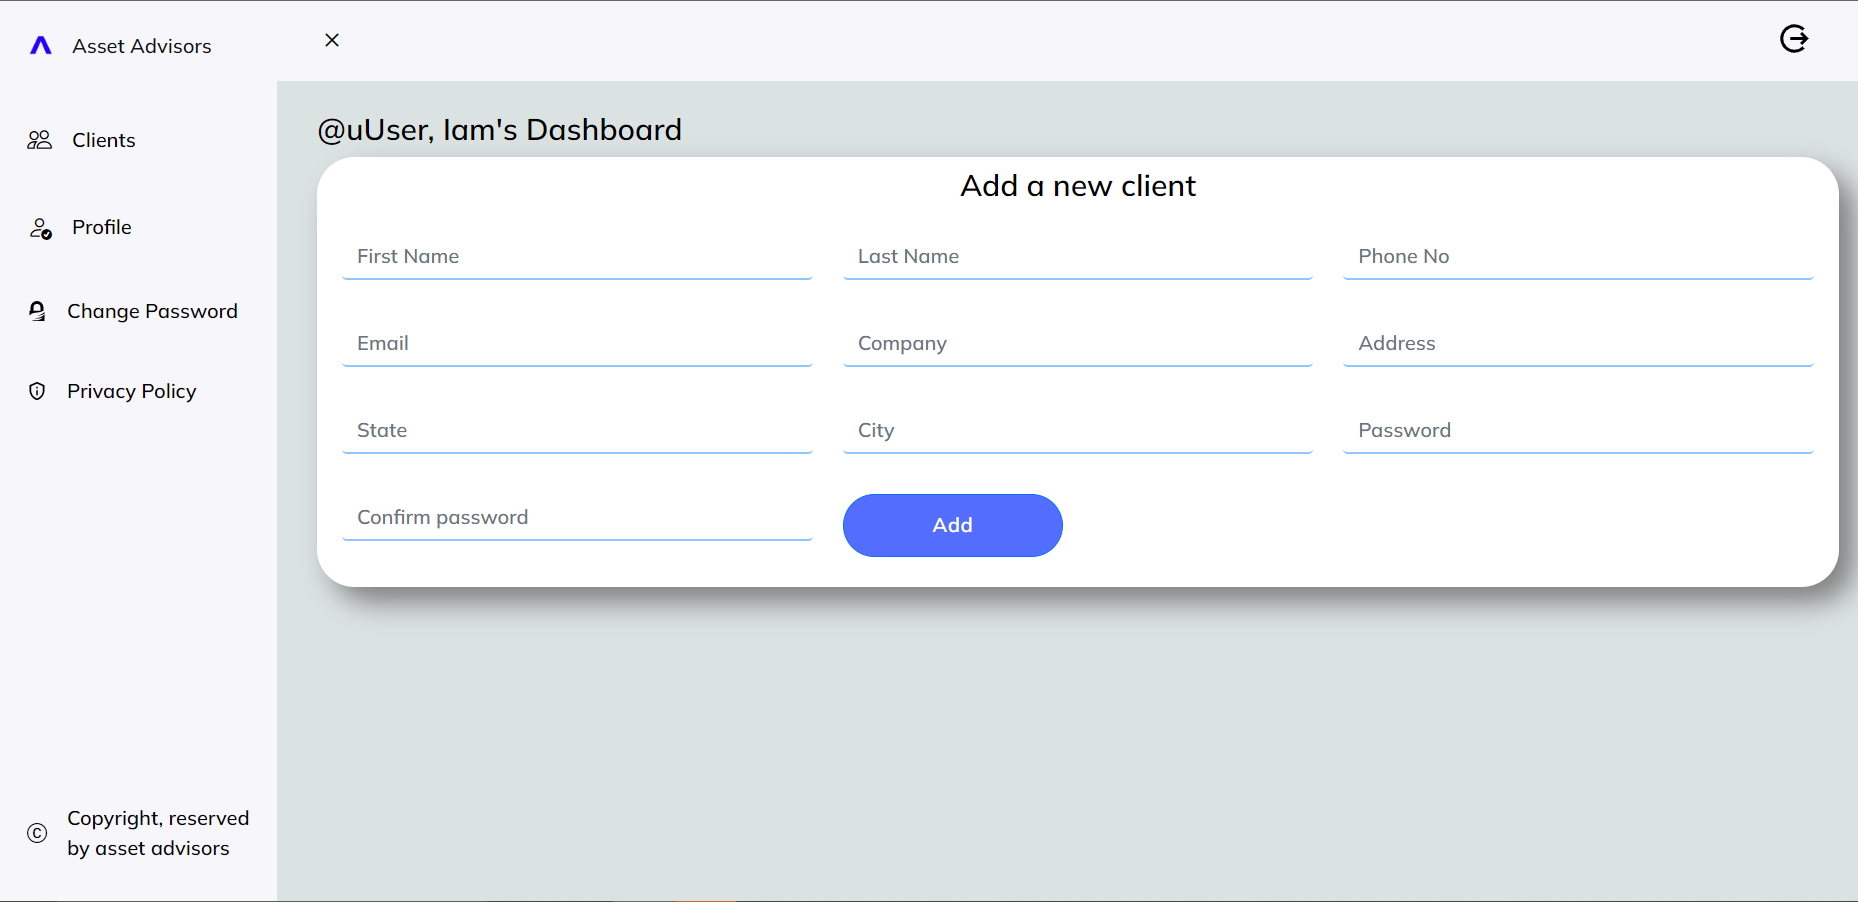 Asset Advisors
Clients
Profile
Change Password
Privacy Policy
Copyright, reserved
by asset advisors
@uUser, Iam's Dashboard
Add a new client
First Name
Last Name
Phone No
Email
Company
Address
State
City
Password
Confirm password
Add